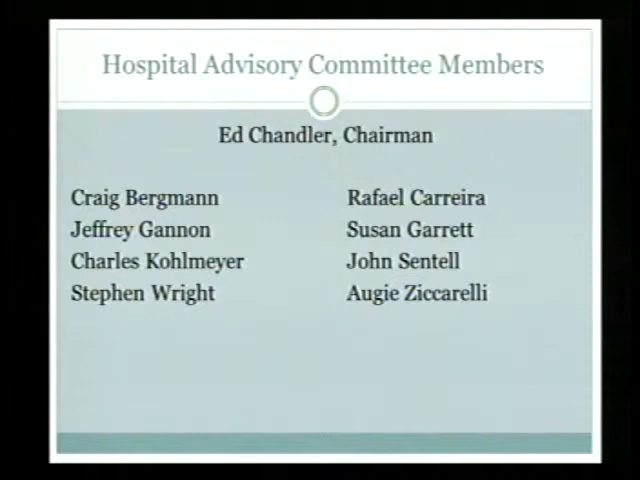 Hospital Advisory Committee Members
Ed Chandler, Chairman
Craig Bergmann
Jeffrey Gannon
Charles Kohlmeyer
Stephen Wright
Rafael Carreira
Susan Garrett
John Sentell
Augie Ziccarelli